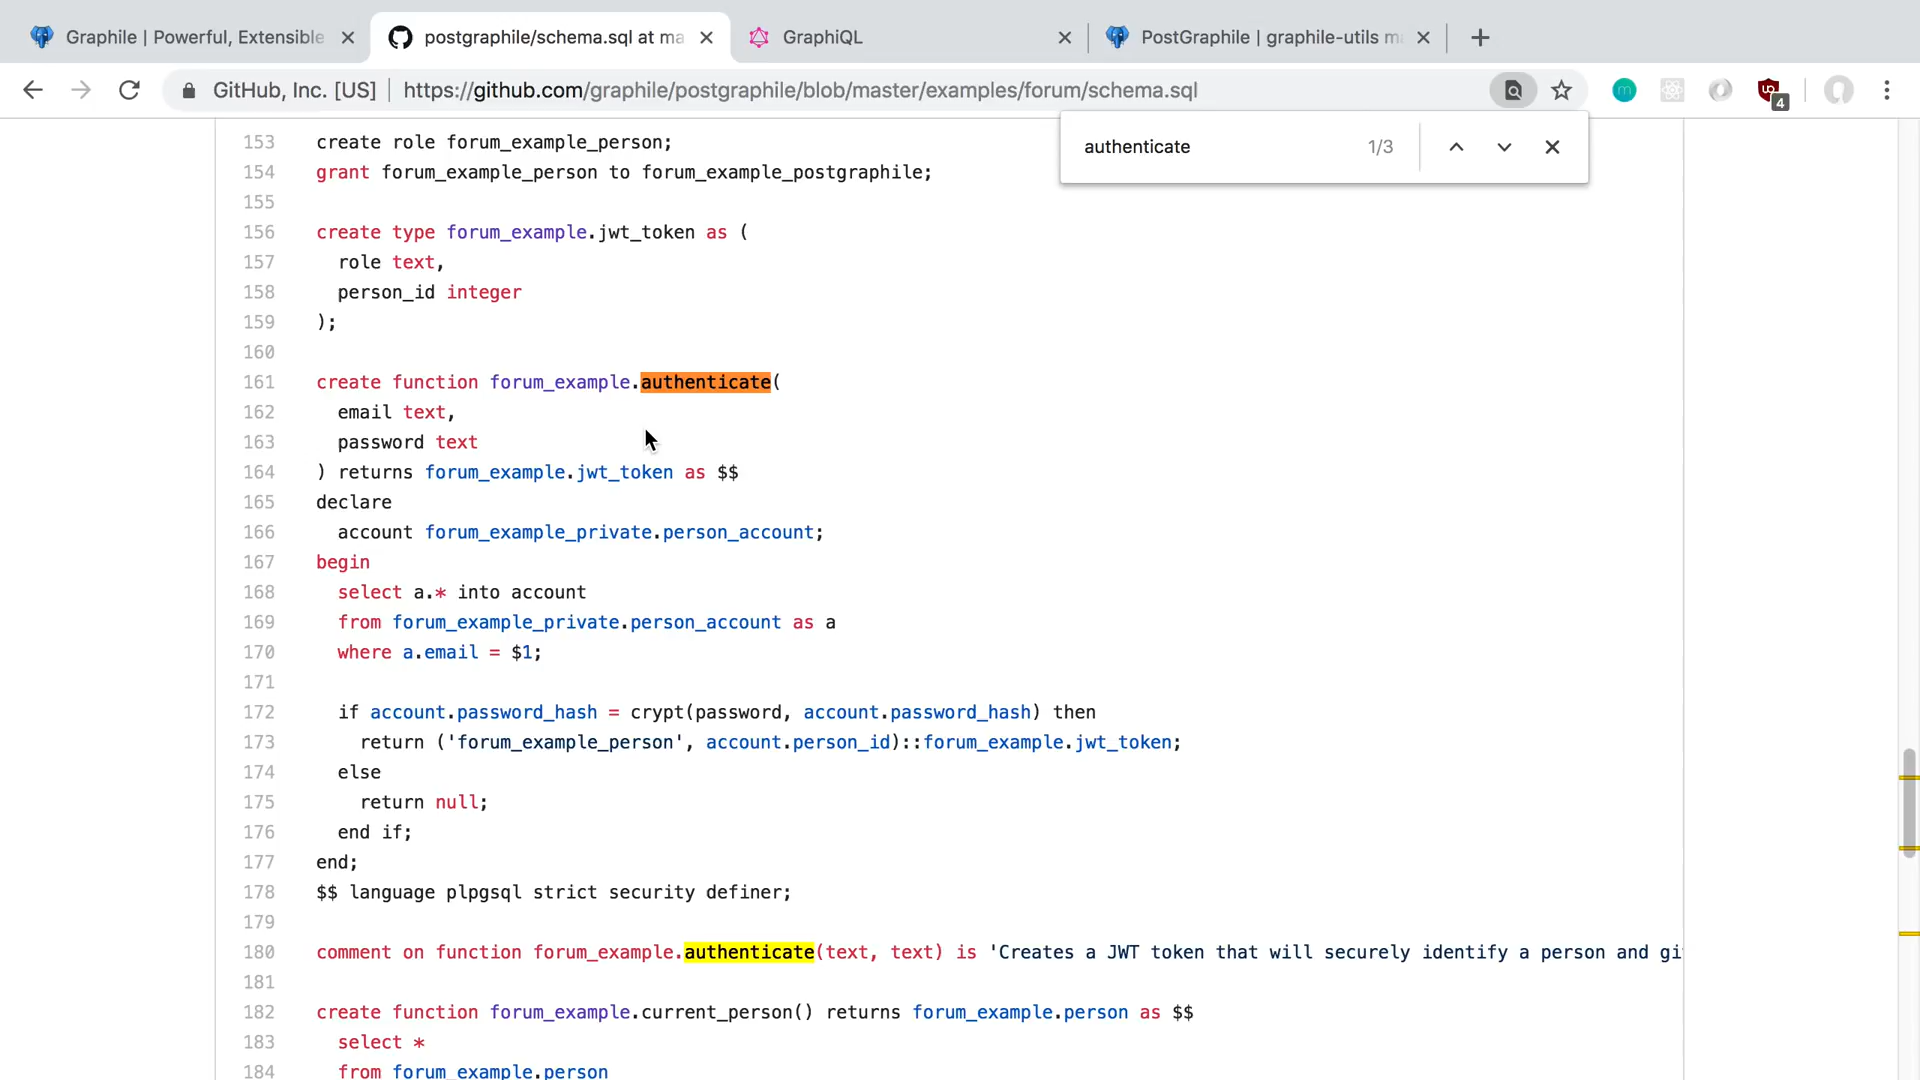 Graphile | Powerful, Extensible
postgraphile/schema.sql at ma
GraphiQL
PostGraphile | graphile-utils m
GitHub, Inc. [US] | https://github.com/graphile/postgraphile/blob/master/examples/forum/schema.sql
4
authenticate 1/3
153 create role forum_example_person;
154 grant forum_example_person to forum_example_postgraphile;
155
156 create type forum_example.jwt_token as (
157 role text,
158 person_id integer
159 );
160
161 create function forum_example.authenticate(
162 email text,
163 password text
164 ) returns forum_example.jwt_token as $$
165 declare
166 account forum_example_private.person_account;
167 begin
168 select a.* into account
169 from forum_example_private.person_account as a
170 where a.email = $1;
171
172 if account.password_hash = crypt(password, account.password_hash) then
173 return ('forum_example_person', account.person_id)::forum_example.jwt_token;
174 else
175 return null;
176 end if;
177 end;
178 $$ language plpgsql strict security definer;
179
180 comment on function forum_example.authenticate(text, text) is 'Creates a JWT token that will securely identify a person and gi
181
182 create function forum_example.current_person() returns forum_example.person as $$
183 select *
184 from forum_example.person